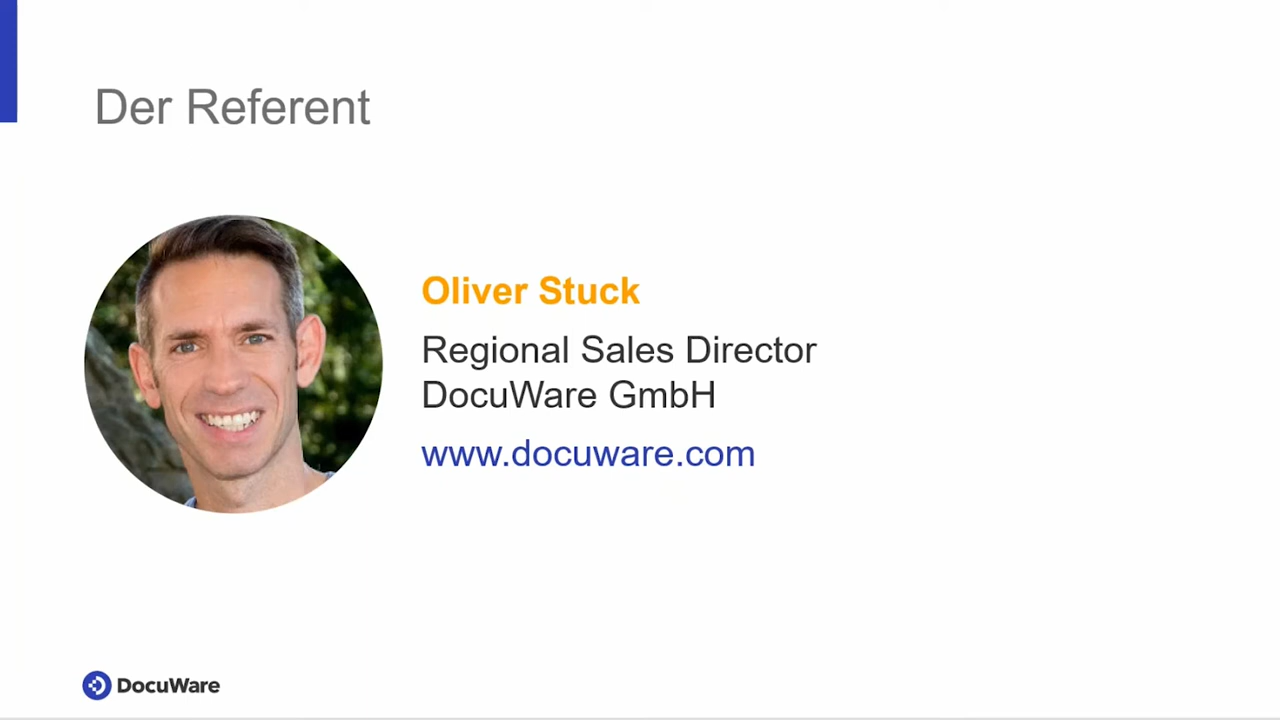 Der Referent
Oliver Stuck
Regional Sales Director
DocuWare GmbH
www.docuware.com
DocuWare